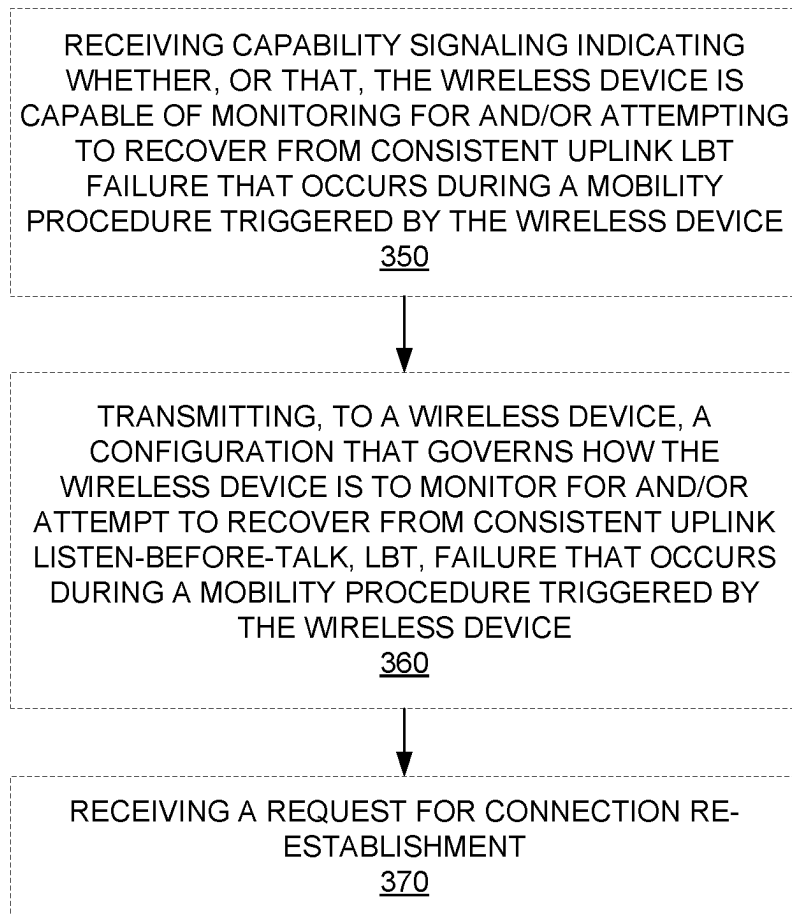 RECEIVING CAPABILITY SIGNALING INDICATING
WHETHER, OR THAT, THE WIRELESS DEVICE IS
CAPABLE OF MONITORING FOR AND/OR ATTEMPTING
TO RECOVER FROM CONSISTENT UPLINK LBT
FAILURE THAT OCCURS DURING A MOBILITY
PROCEDURE TRIGGERED BY THE WIRELESS DEVICE
350
TRANSMITTING, TO A WIRELESS DEVICE, A
CONFIGURATION THAT GOVERNS HOW THE
WIRELESS DEVICE IS TO MONITOR FOR AND/OR
ATTEMPT TO RECOVER FROM CONSISTENT UPLINK
LISTEN-BEFORE-TALK, LBT, FAILURE THAT OCCURS
DURING A MOBILITY PROCEDURE TRIGGERED BY
THE WIRELESS DEVICE
360
RECEIVING A REQUEST FOR CONNECTION RE-
ESTABLISHMENT
370